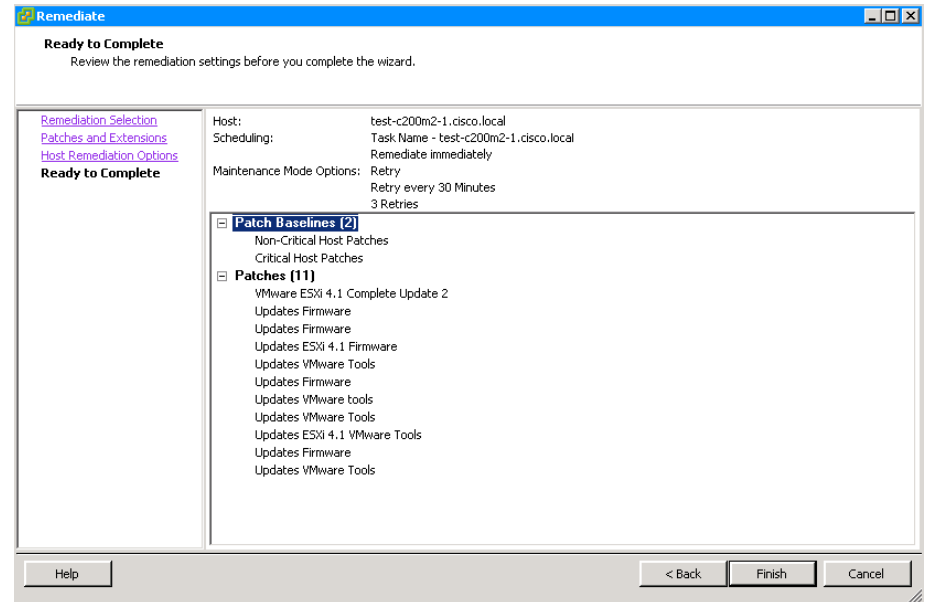 Remediate
Ready to Complete
Review the remediation settings before you complete the wizard.
Remediation Selection
Patches and Extensions
Host Remediation Options
Ready to Complete
Host: test-c200m2-1.cisco.local
Scheduling: Task Name - test-c200m2-1.cisco.local
Remediate immediately
Maintenance Mode Options: Retry
Retry every 30 Minutes
3 Retries
Patch Baselines (2)
Non-Critical Host Patches
Critical Host Patches
Patches (11)
VMware ESXi 4.1 Complete Update 2
Updates Firmware
Updates Firmware
Updates ESXi 4.1 Firmware
Updates VMware Tools
Updates Firmware
Updates VMware tools
Updates VMware Tools
Updates ESXi 4.1 VMware Tools
Updates Firmware
Updates VMware Tools
Help
< Back
Finish
Cancel